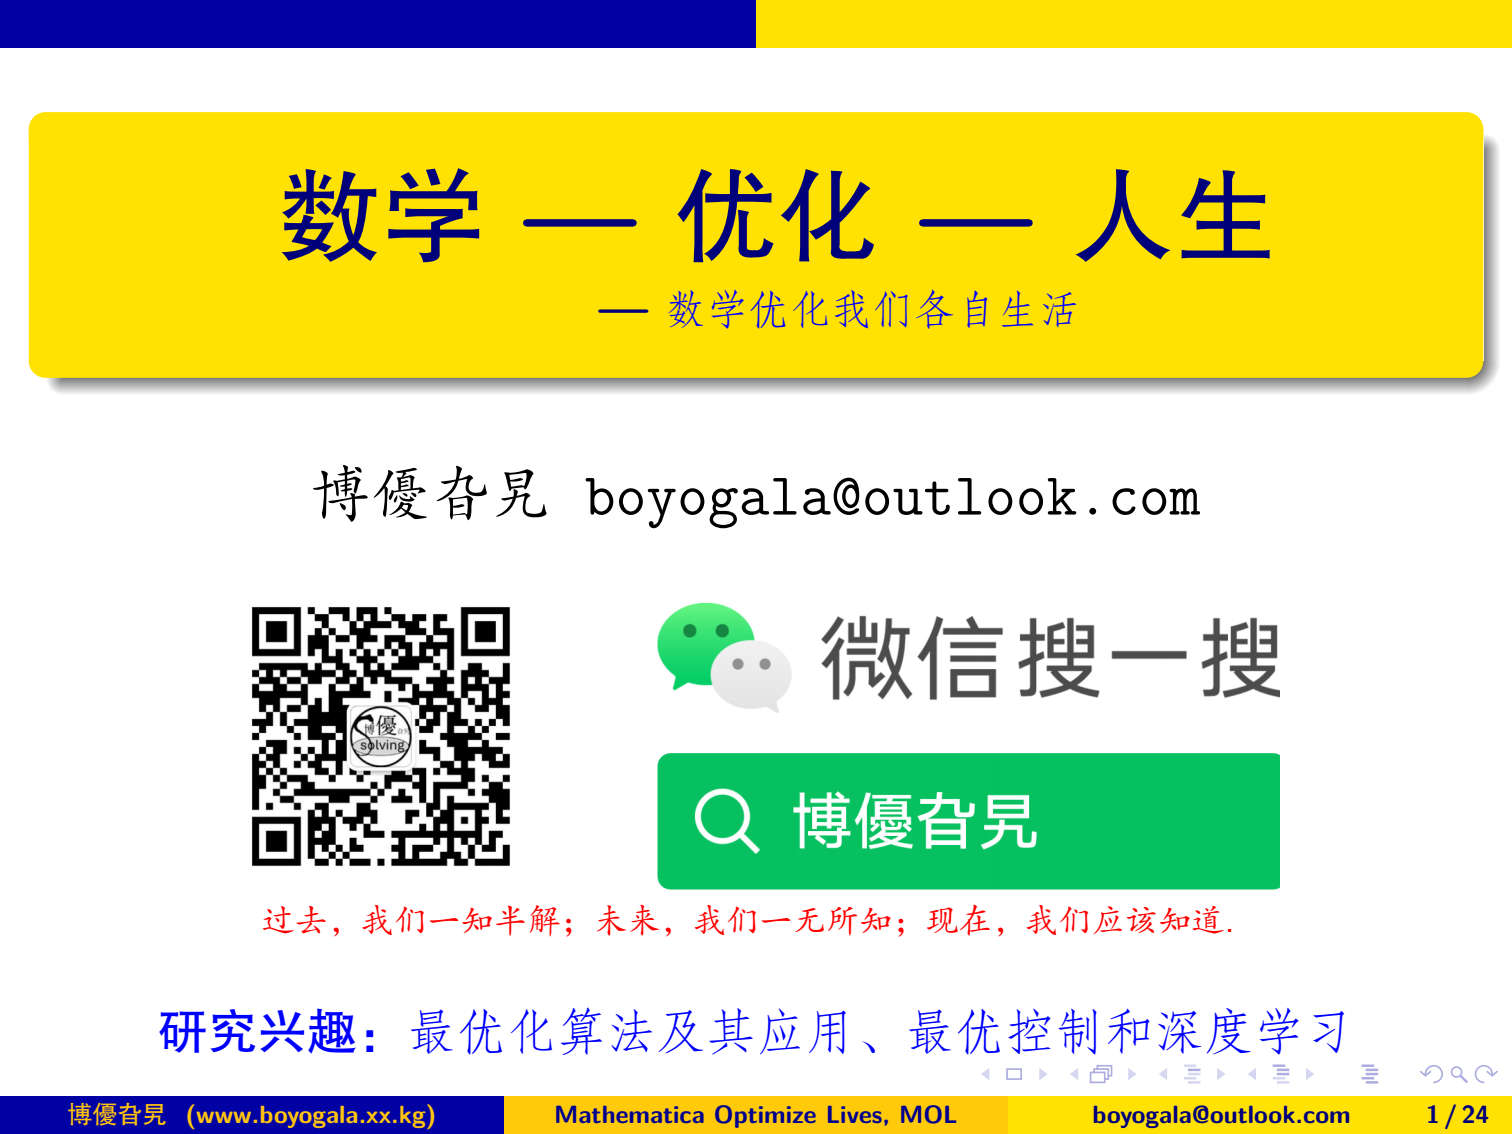 数学 — 优化 — 人生
— 数学优化我们各自生活
博優旮旯 boyogala@outlook.com
微信搜一搜
博優
solving
博優旮旯
过去，我们一知半解；未来，我们一无所知；现在，我们应该知道.
研究兴趣：最优化算法及其应用、最优控制和深度学习
博優旮旯 (www.boyogala.xx.kg) Mathematica Optimize Lives, MOL boyogala@outlook.com 1 / 24